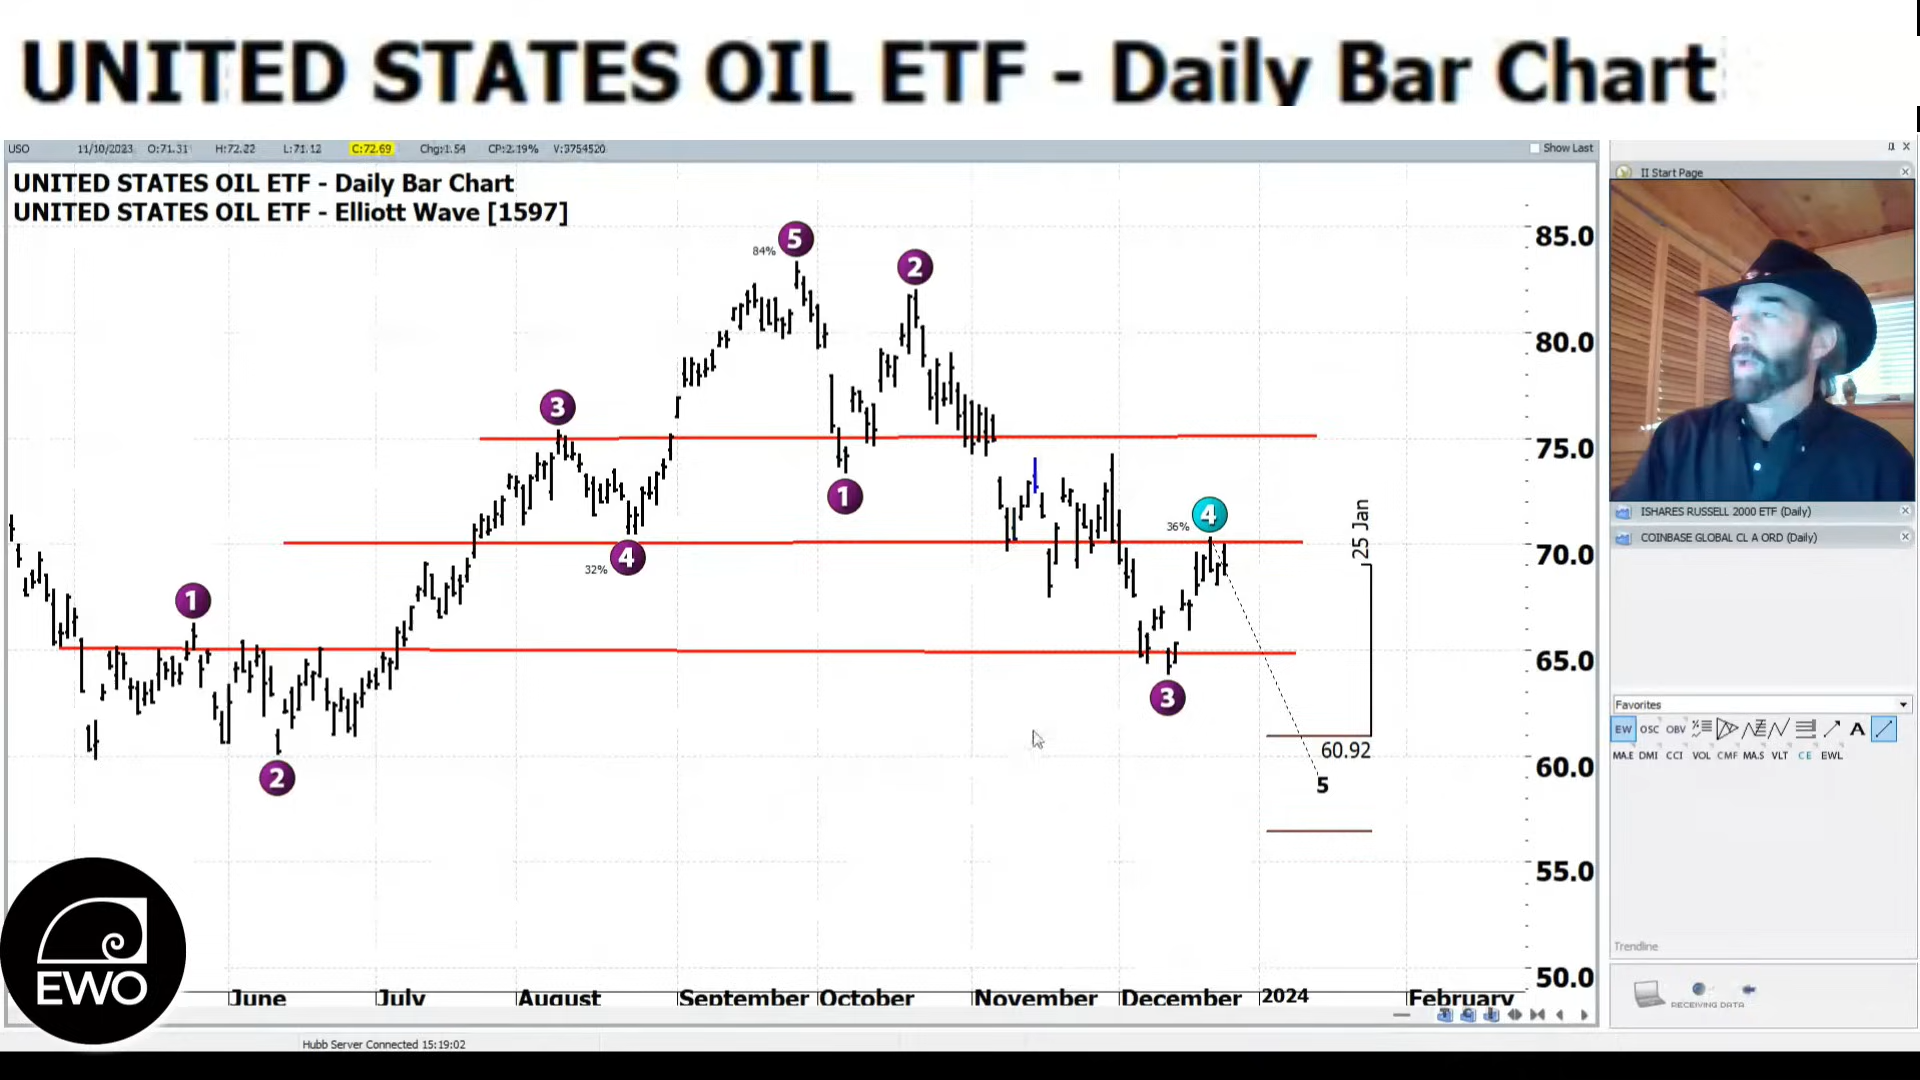 UNITED STATES OIL ETF - Daily Bar Chart
USO 11/10/2023 O:71.31 H:72.22 L:71.12 C:72.69 Chg:1.54 CP:2.19% V:3754520
Show Last
UNITED STATES OIL ETF - Daily Bar Chart
UNITED STATES OIL ETF - Elliott Wave [1597]
II Start Page
5
84%
2
85.0
80.0
3
75.0
1
4
36%
25 Jan
ISHARES RUSSELL 2000 ETF (Daily)
COINBASE GLOBAL CL A ORD (Daily)
4
32%
70.0
1
65.0
3
2
60.92
60.0
5
55.0
50.0
Favorites
EW OSC OBV A
MA.E DMI CCI VOL CMF MA.S VLT CE EWL
Trendline
RECEIVING DATA
EWO
June July August September October November December 2024 February
Hubb Server Connected 15:19:02